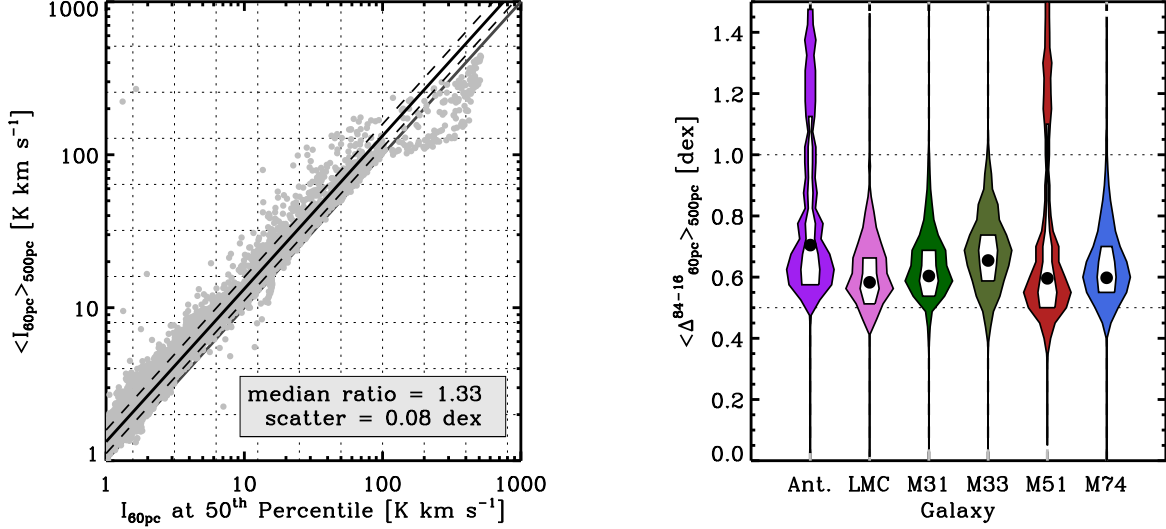 1000
100
10
1
<I60pc>500pc [K km s⁻¹]
median ratio = 1.33
scatter = 0.08 dex
1 10 100 1000
I60pc at 50th Percentile [K km s⁻¹]
1.4
1.2
1.0
0.8
0.6
0.4
0.2
0.0
<Δ⁸⁴⁻¹⁶60pc>500pc [dex]
Ant. LMC M31 M33 M51 M74
Galaxy